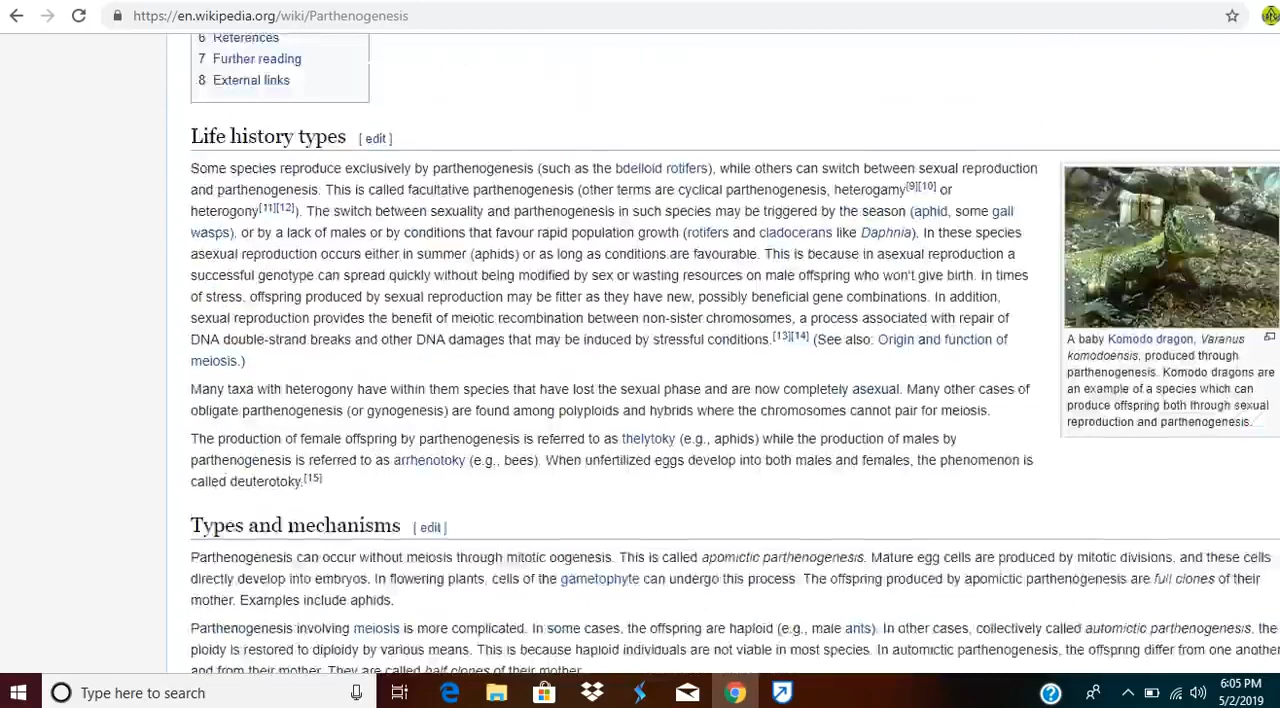 https://en.wikipedia.org/wiki/Parthenogenesis
6 References
7 Further reading
8 External links
Life history types [ edit ]
Some species reproduce exclusively by parthenogenesis (such as the bdelloid rotifers), while others can switch between sexual reproduction
and parthenogenesis. This is called facultative parthenogenesis (other terms are cyclical parthenogenesis, heterogamy[9][10] or
heterogony[11][12]). The switch between sexuality and parthenogenesis in such species may be triggered by the season (aphid, some gall
wasps), or by a lack of males or by conditions that favour rapid population growth (rotifers and cladocerans like Daphnia). In these species
asexual reproduction occurs either in summer (aphids) or as long as conditions are favourable. This is because in asexual reproduction a
successful genotype can spread quickly without being modified by sex or wasting resources on male offspring who won't give birth. In times
of stress, offspring produced by sexual reproduction may be fitter as they have new, possibly beneficial gene combinations. In addition,
sexual reproduction provides the benefit of meiotic recombination between non-sister chromosomes, a process associated with repair of
DNA double-strand breaks and other DNA damages that may be induced by stressful conditions.[13][14] (See also: Origin and function of
meiosis.)
Many taxa with heterogony have within them species that have lost the sexual phase and are now completely asexual. Many other cases of
obligate parthenogenesis (or gynogenesis) are found among polyploids and hybrids where the chromosomes cannot pair for meiosis.
The production of female offspring by parthenogenesis is referred to as thelytoky (e.g., aphids) while the production of males by
parthenogenesis is referred to as arrhenotoky (e.g., bees). When unfertilized eggs develop into both males and females, the phenomenon is
called deuterotoky.[15]
A baby Komodo dragon, Varanus
komodoensis, produced through
parthenogenesis. Komodo dragons are
an example of a species which can
produce offspring both through sexual
reproduction and parthenogenesis.
Types and mechanisms [ edit ]
Parthenogenesis can occur without meiosis through mitotic oogenesis. This is called apomictic parthenogenesis. Mature egg cells are produced by mitotic divisions, and these cells
directly develop into embryos. In flowering plants, cells of the gametophyte can undergo this process. The offspring produced by apomictic parthenogenesis are full clones of their
mother. Examples include aphids.
Parthenogenesis involving meiosis is more complicated. In some cases, the offspring are haploid (e.g., male ants). In other cases, collectively called automictic parthenogenesis, the
ploidy is restored to diploidy by various means. This is because haploid individuals are not viable in most species. In automictic parthenogenesis, the offspring differ from one another
and from their mother. They are called half clones of their mother.
Type here to search
6:05 PM
5/2/2019